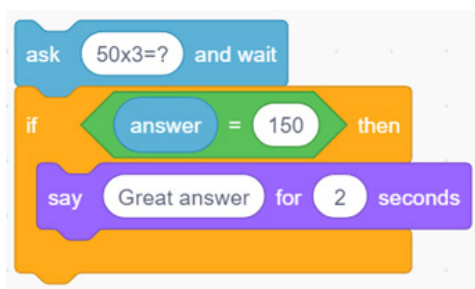 ask 50x3=? and wait
if answer = 150 then
say Great answer for 2 seconds